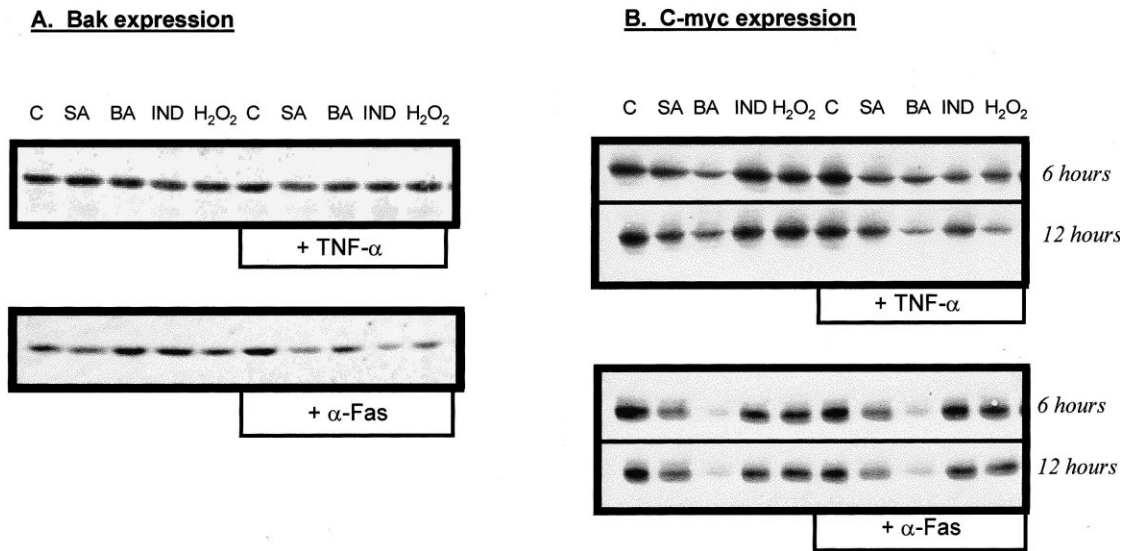 A. Bak expression
C SA BA IND H₂O₂ C SA BA IND H₂O₂
+ TNF-α
+ α-Fas
B. C-myc expression
C SA BA IND H₂O₂ C SA BA IND H₂O₂
6 hours
12 hours
+ TNF-α
6 hours
12 hours
+ α-Fas